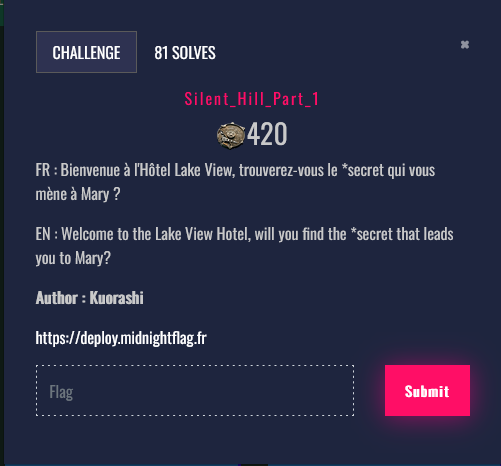 CHALLENGE 81 SOLVES ×
Silent_Hill_Part_1
420
FR : Bienvenue à l'Hôtel Lake View, trouverez-vous le *secret qui vous
mène à Mary ?
EN : Welcome to the Lake View Hotel, will you find the *secret that leads
you to Mary?
Author : Kuorashi
https://deploy.midnightflag.fr
Flag Submit